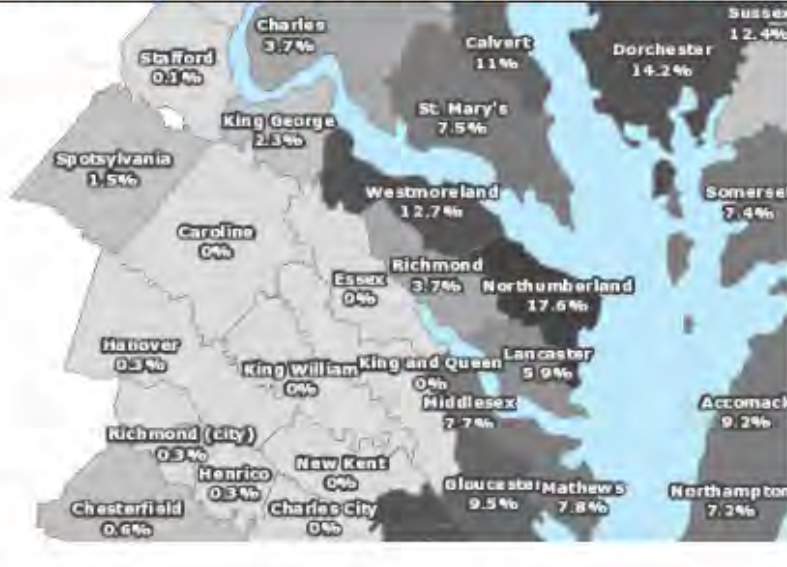 Sussex
12.4%
Charles
3.7%
Calvert
11%
Dorchester
14.2%
Stafford
0.1%
St. Mary's
7.5%
King George
2.3%
Spotsylvania
1.5%
Westmoreland
12.7%
Somerset
7.4%
Caroline
0%
Richmond
3.7%
Essex
0%
Northumberland
17.6%
Hanover
0.3%
King William
0%
King and Queen
0%
Lancaster
5.9%
Middlesex
7.7%
Accomack
9.2%
Richmond (city)
0.3%
Henrico
0.3%
New Kent
0%
Gloucester
9.5%
Mathews
7.8%
Northampton
7.2%
Chesterfield
0.6%
Charles City
0%